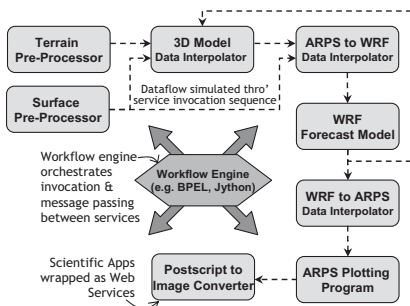 Terrain
Pre-Processor
3D Model
Data Interpolator
ARPS to WRF
Data Interpolator
Dataflow simulated thro'
service invocation sequence
Surface
Pre-Processor
WRF
Forecast Model
Workflow engine
orchestrates
invocation &
message passing
between services
Workflow Engine
(e.g. BPEL, Jython)
WRF to ARPS
Data Interpolator
Scientific Apps
wrapped as Web
Services
Postscript to
Image Converter
ARPS Plotting
Program